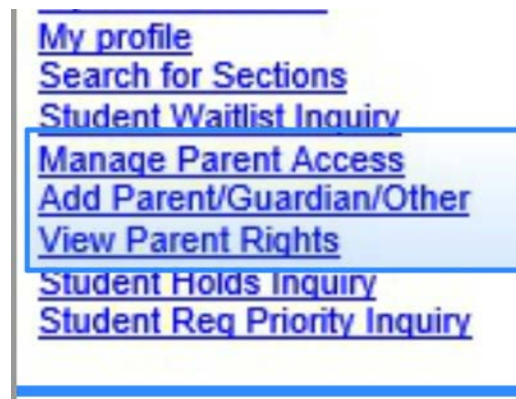 My profile
Search for Sections
Student Waitlist Inquiry
Manage Parent Access
Add Parent/Guardian/Other
View Parent Rights
Student Holds Inquiry
Student Req Priority Inquiry